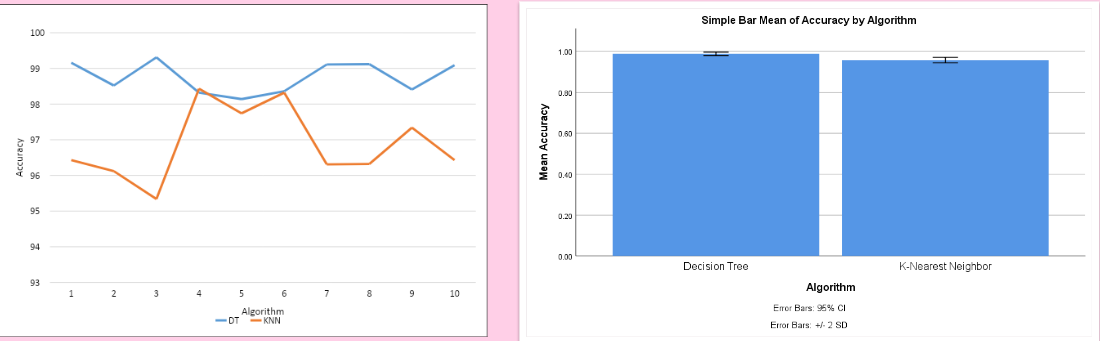 100
99
98
97
96
95
94
93
Accuracy
1 2 3 4 5 6 7 8 9 10
Algorithm
DT KNN
Simple Bar Mean of Accuracy by Algorithm
1.00
0.80
0.60
0.40
0.20
0.00
Mean Accuracy
Decision Tree K-Nearest Neighbor
Algorithm
Error Bars: 95% CI
Error Bars: +/- 2 SD